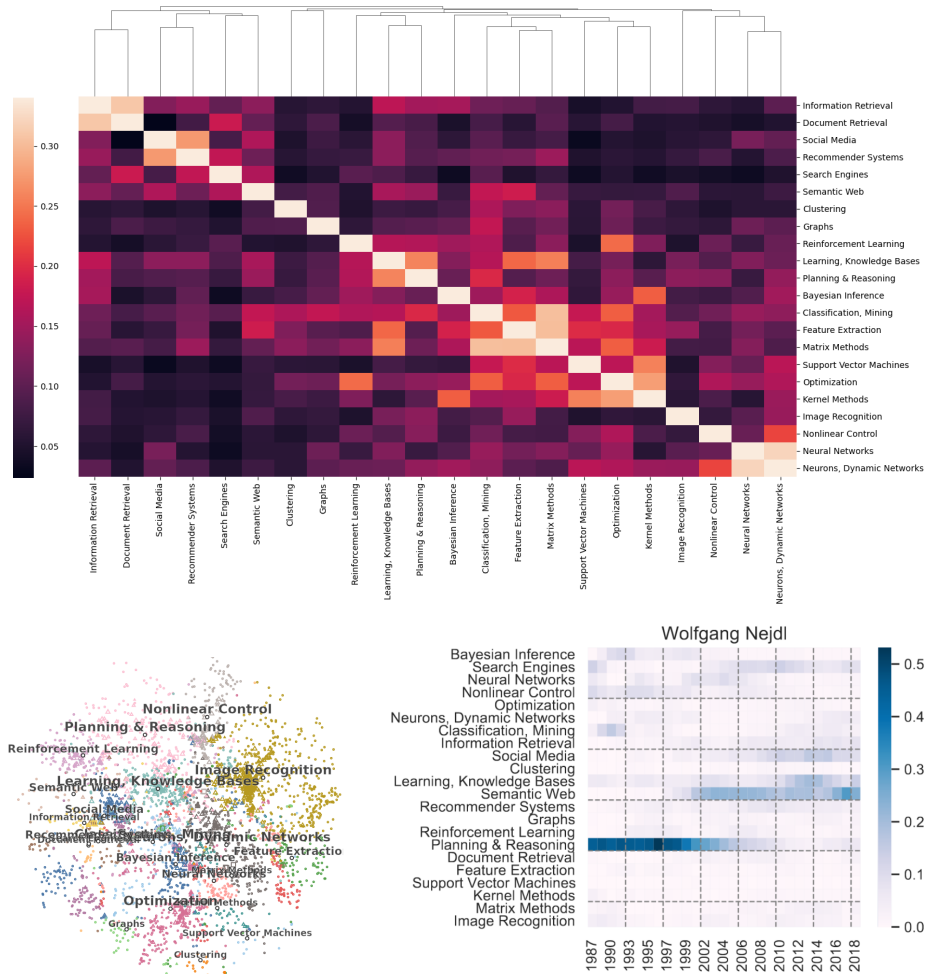 Information Retrieval
Document Retrieval
Social Media
Recommender Systems
Search Engines
Semantic Web
Clustering
Graphs
Reinforcement Learning
Learning, Knowledge Bases
Planning & Reasoning
Bayesian Inference
Classification, Mining
Feature Extraction
Matrix Methods
Support Vector Machines
Optimization
Kernel Methods
Image Recognition
Nonlinear Control
Neural Networks
Neurons, Dynamic Networks
0.30
0.25
0.20
0.15
0.10
0.05
Information Retrieval
Document Retrieval
Social Media
Recommender Systems
Search Engines
Semantic Web
Clustering
Graphs
Reinforcement Learning
Learning, Knowledge Bases
Planning & Reasoning
Bayesian Inference
Classification, Mining
Feature Extraction
Matrix Methods
Support Vector Machines
Optimization
Kernel Methods
Image Recognition
Nonlinear Control
Neural Networks
Neurons, Dynamic Networks
Nonlinear Control
Planning & Reasoning
Reinforcement Learning
Image Recognition
Learning, Knowledge Bases
Semantic Web
Social Media
Information Retrieval
Mining
Dynamic Networks
Feature Extractio
Bayesian Inference
Neural Networks
Optimization
Methods
Graphs
Support Vector Machines
Clustering
Wolfgang Nejdl
Bayesian Inference
Search Engines
Neural Networks
Nonlinear Control
Optimization
Neurons, Dynamic Networks
Classification, Mining
Information Retrieval
Social Media
Clustering
Learning, Knowledge Bases
Semantic Web
Recommender Systems
Graphs
Reinforcement Learning
Planning & Reasoning
Document Retrieval
Feature Extraction
Support Vector Machines
Kernel Methods
Matrix Methods
Image Recognition
1987
1990
1993
1995
1997
1999
2002
2004
2006
2008
2010
2012
2014
2016
2018
0.5
0.4
0.3
0.2
0.1
0.0